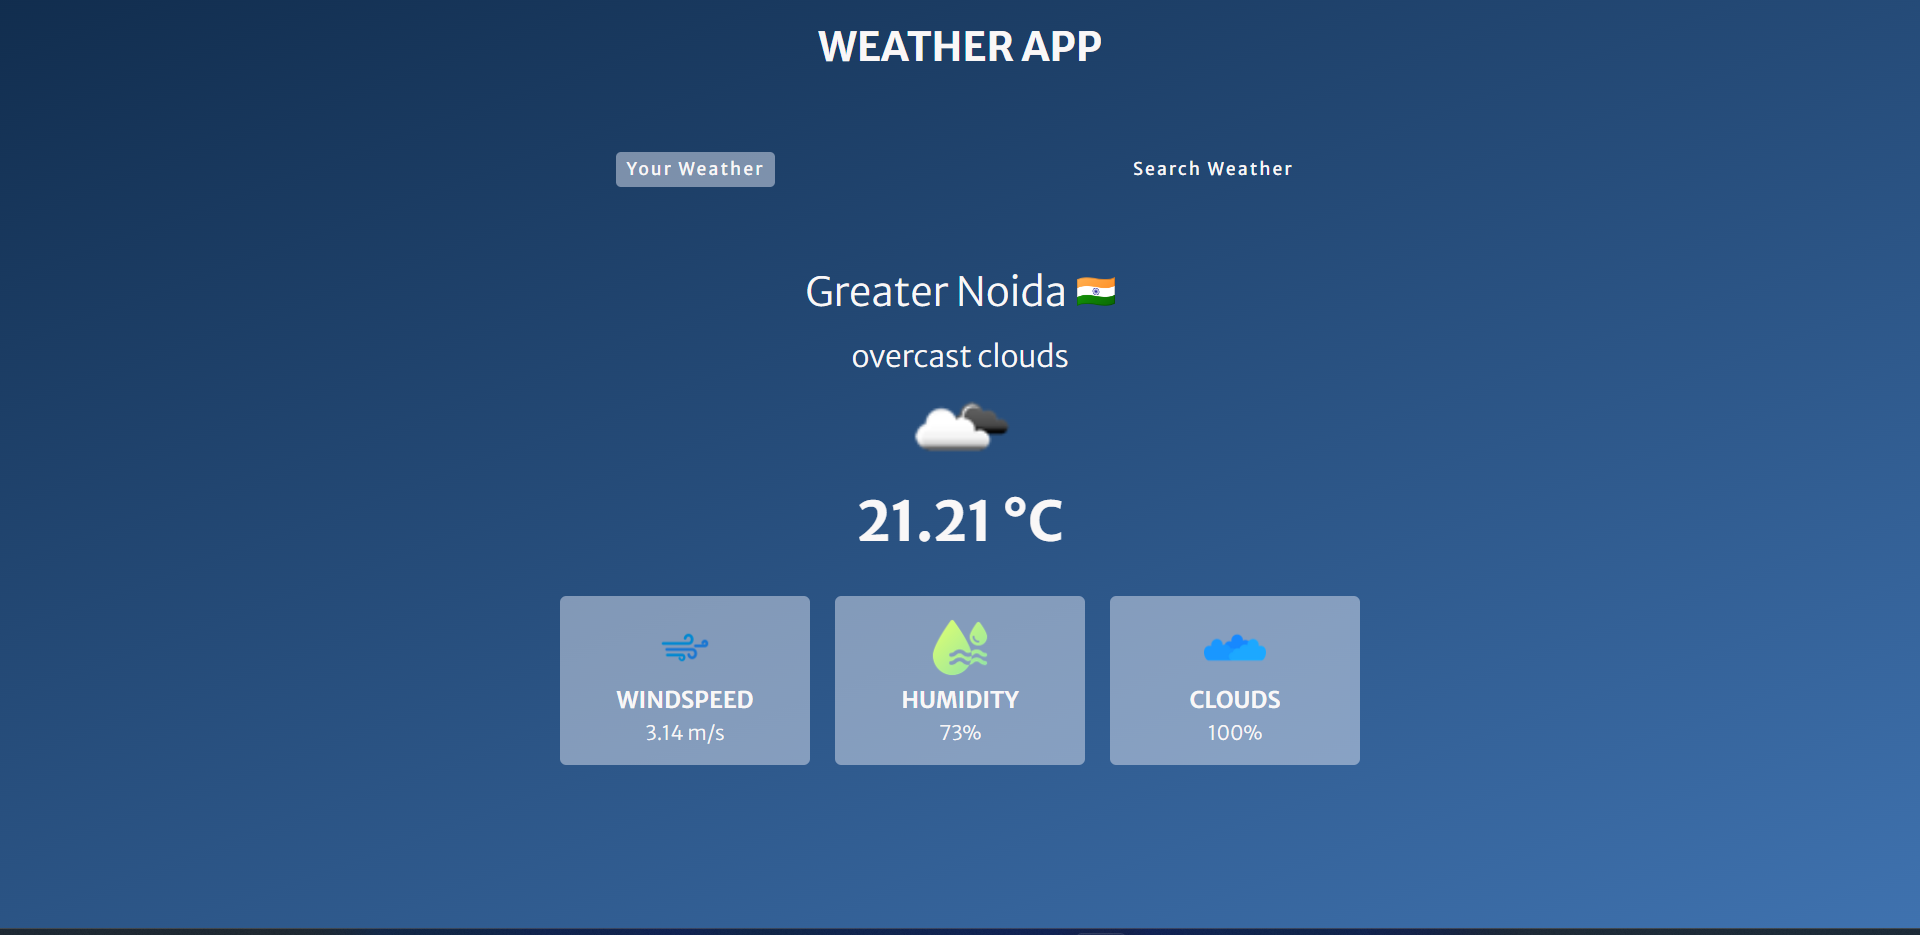 WEATHER APP
Your Weather
Search Weather
Greater Noida
overcast clouds
21.21 °C
WINDSPEED
3.14 m/s
HUMIDITY
73%
CLOUDS
100%